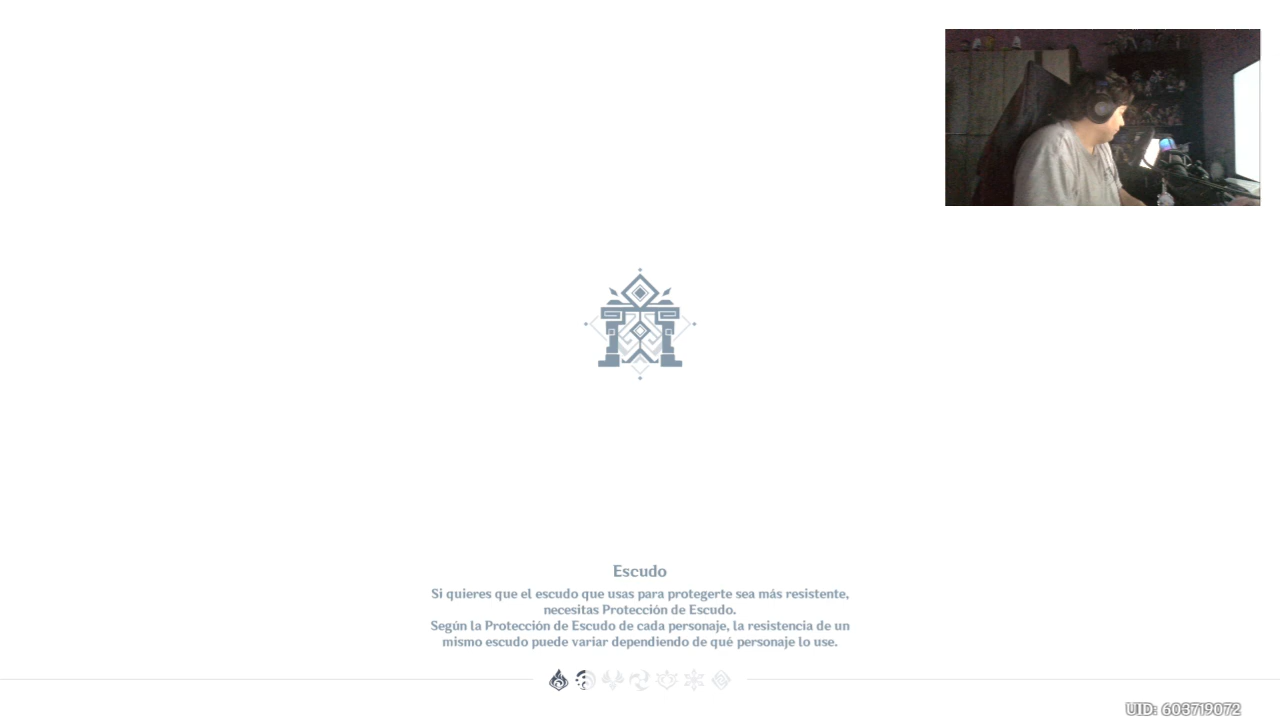 Escudo
Si quieres que el escudo que usas para protegerte sea más resistente,
necesitas Protección de Escudo.
Según la Protección de Escudo de cada personaje, la resistencia de un
mismo escudo puede variar dependiendo de qué personaje lo use.
UID: 603719072